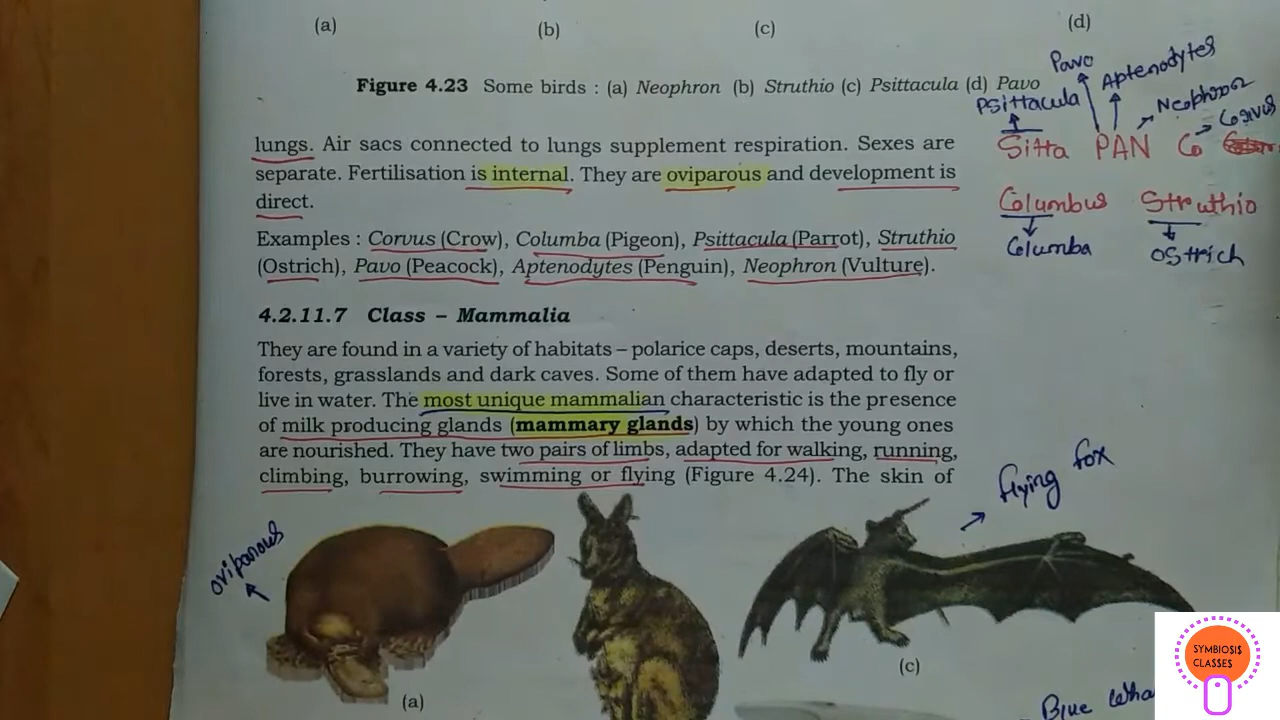 (a) (b) (c) (d)
Figure 4.23 Some birds : (a) Neophron (b) Struthio (c) Psittacula (d) Pavo
Pavo
Aptenodytes
Psittacula
Neophron
Corvus
Sitta PAN Co
Columbus Struthio
Columba Ostrich
lungs. Air sacs connected to lungs supplement respiration. Sexes are
separate. Fertilisation is internal. They are oviparous and development is
direct.
Examples : Corvus (Crow), Columba (Pigeon), Psittacula (Parrot), Struthio
(Ostrich), Pavo (Peacock), Aptenodytes (Penguin), Neophron (Vulture).
4.2.11.7 Class – Mammalia
They are found in a variety of habitats – polarice caps, deserts, mountains,
forests, grasslands and dark caves. Some of them have adapted to fly or
live in water. The most unique mammalian characteristic is the presence
of milk producing glands (mammary glands) by which the young ones
are nourished. They have two pairs of limbs, adapted for walking, running,
climbing, burrowing, swimming or flying (Figure 4.24). The skin of
flying fox
oviparous
(a)
(c)
Blue
SYMBIOSIS
CLASSES